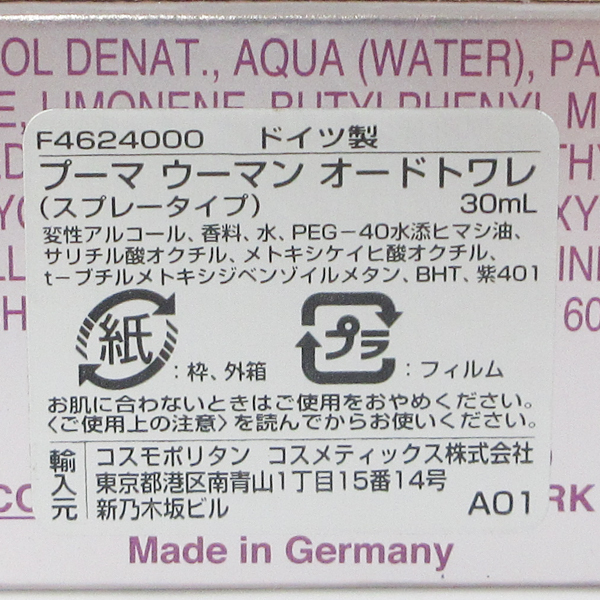 OL DENAT., AQUA (WATER), PA
E, LIMONENE, BUTYLPHENYL M
F4624000 ドイツ製
プーマ ウーマン オードトワレ
(スプレータイプ) 30mL
変性アルコール、香料、水、PEG-40水添ヒマシ油、
サリチル酸オクチル、メトキシケイヒ酸オクチル、
t-ブチルメトキシジベンゾイルメタン、BHT、紫401
60
紙 :枠、外箱 プラ :フィルム
お肌に合わないときはご使用をおやめください。
〈ご使用上の注意〉を読んでからお使いください。
輸入元 コスモポリタン コスメティックス株式会社
東京都港区南青山1丁目15番14号
新乃木坂ビル A01
Made in Germany